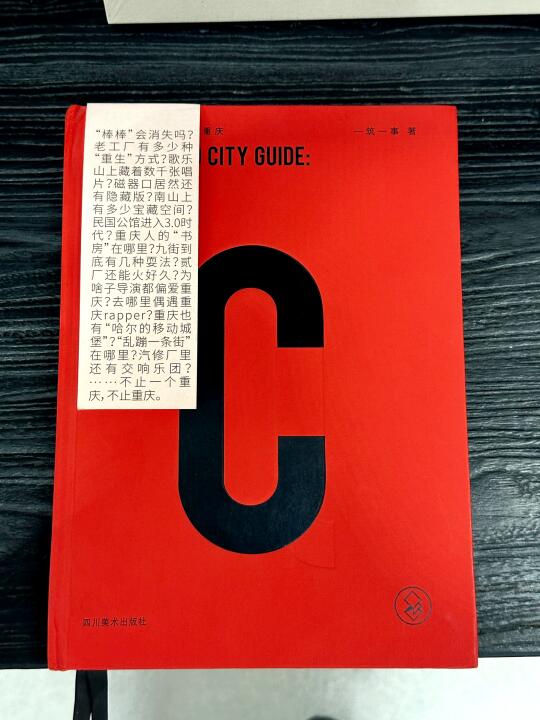 重庆
一筑一事 著
CITY GUIDE:
“棒棒”会消失吗?
老工厂有多少种
“重生”方式?歌乐
山上藏着数千张唱
片?磁器口居然还
有隐藏版?南山上
有多少宝藏空间?
民国公馆进入3.0时
代?重庆人的“书
房”在哪里?九街到
底有几种耍法?贰
厂还能火好久?为
啥子导演都偏爱重
庆?去哪里偶遇重
庆rapper?重庆也
有“哈尔的移动城
堡”?“乱蹦一条街”
在哪里?汽修厂里
还有交响乐团?
……不止一个重
庆,不止重庆。
C
四川美术出版社